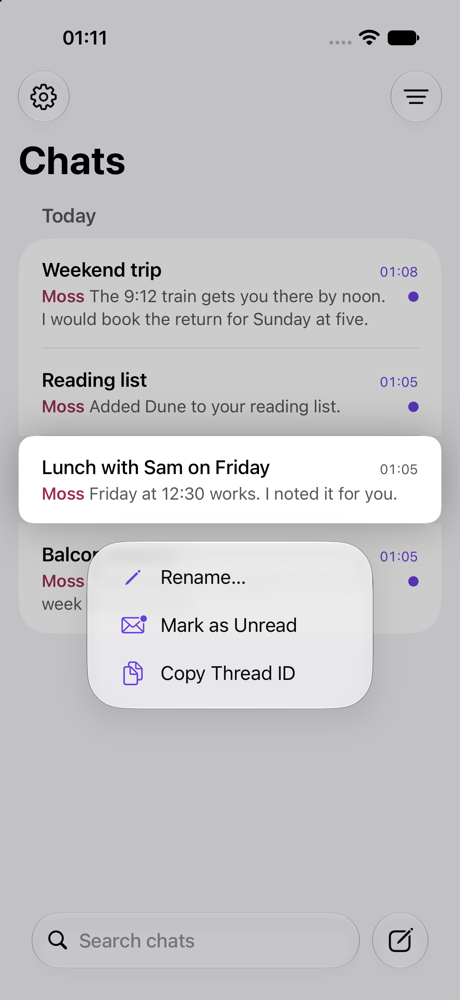 01:11
Chats
Today
Weekend trip 01:08
Moss The 9:12 train gets you there by noon.
I would book the return for Sunday at five.
Reading list 01:05
Moss Added Dune to your reading list.
Lunch with Sam on Friday 01:05
Moss Friday at 12:30 works. I noted it for you.
01:05
Moss
week
Rename...
Mark as Unread
Copy Thread ID
Search chats